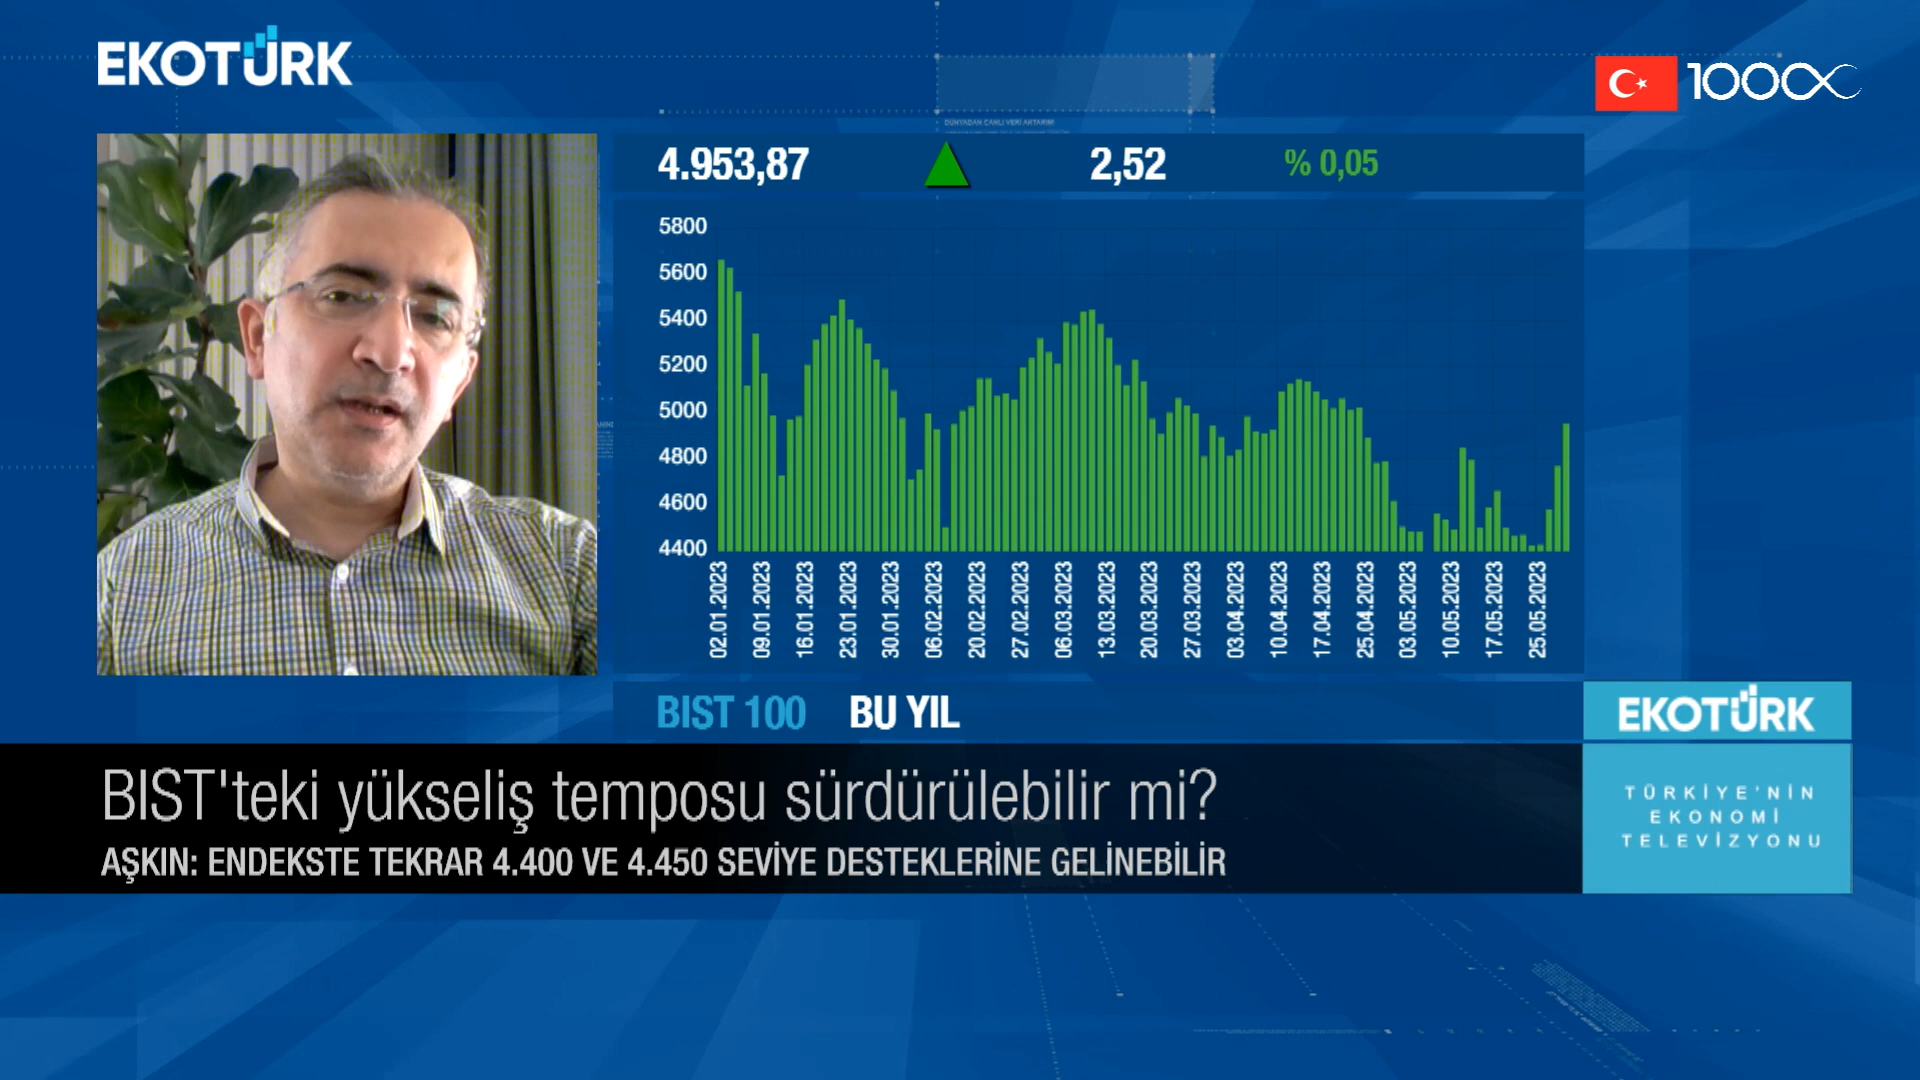 EKOTÜRK
100
DÜNYADAN CANLI VERİ AKTARIMI
4.953,87 2,52 % 0,05
5800
5600
5400
5200
5000
4800
4600
4400
02.01.2023 09.01.2023 16.01.2023 23.01.2023 30.01.2023 06.02.2023 20.02.2023 27.02.2023 06.03.2023 13.03.2023 20.03.2023 27.03.2023 03.04.2023 10.04.2023 17.04.2023 25.04.2023 03.05.2023 10.05.2023 17.05.2023 25.05.2023
BIST 100 BU YIL
EKOTÜRK
BIST'teki yükseliş temposu sürdürülebilir mi?
AŞKIN: ENDEKSTE TEKRAR 4.400 VE 4.450 SEVİYE DESTEKLERİNE GELİNEBİLİR
TÜRKİYE'NİN
EKONOMİ
TELEVİZYONU